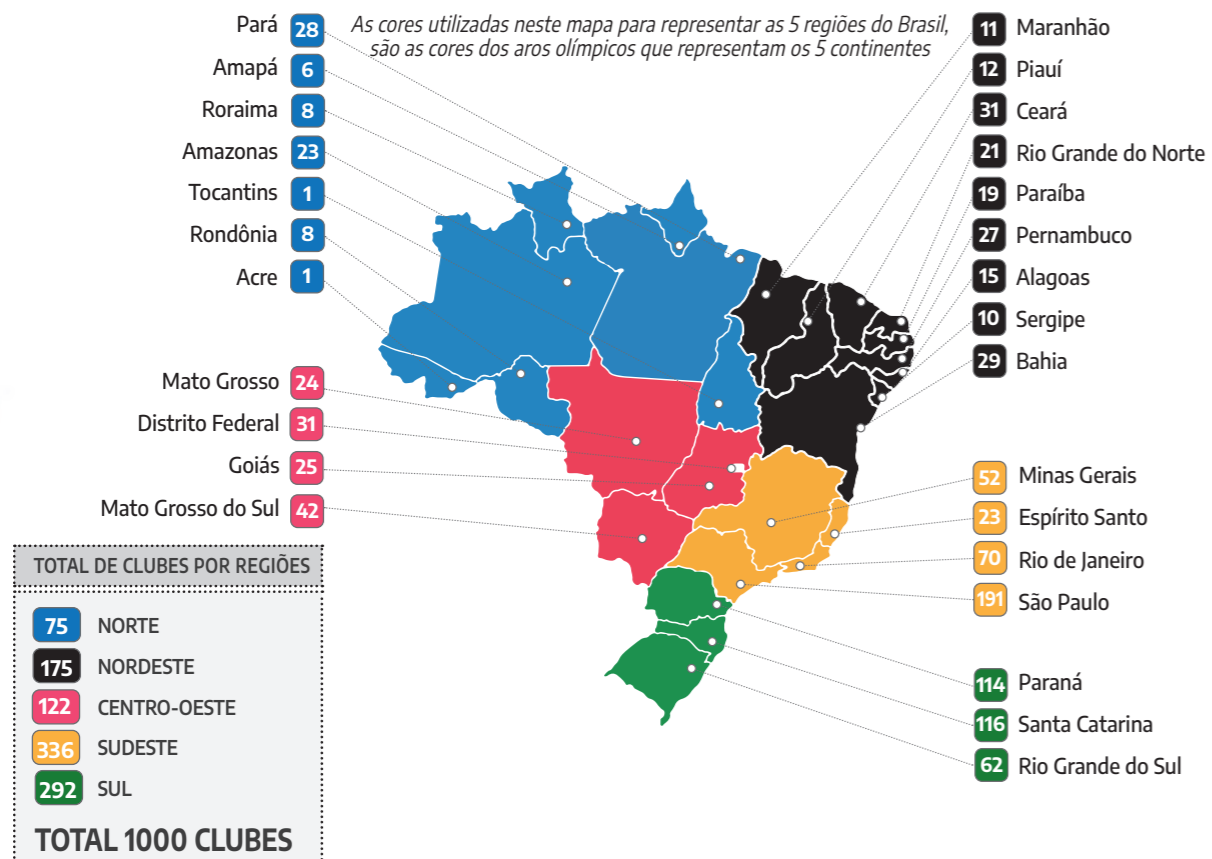 As cores utilizadas neste mapa para representar as 5 regiões do Brasil,
são as cores dos aros olímpicos que representam os 5 continentes
Pará 28
Amapá 6
Roraima 8
Amazonas 23
Tocantins 1
Rondônia 8
Acre 1
Mato Grosso 24
Distrito Federal 31
Goiás 25
Mato Grosso do Sul 42
11 Maranhão
12 Piauí
31 Ceará
21 Rio Grande do Norte
19 Paraíba
27 Pernambuco
15 Alagoas
10 Sergipe
29 Bahia
52 Minas Gerais
23 Espírito Santo
70 Rio de Janeiro
191 São Paulo
114 Paraná
116 Santa Catarina
62 Rio Grande do Sul
TOTAL DE CLUBES POR REGIÕES
75 NORTE
175 NORDESTE
122 CENTRO-OESTE
336 SUDESTE
292 SUL
TOTAL 1000 CLUBES